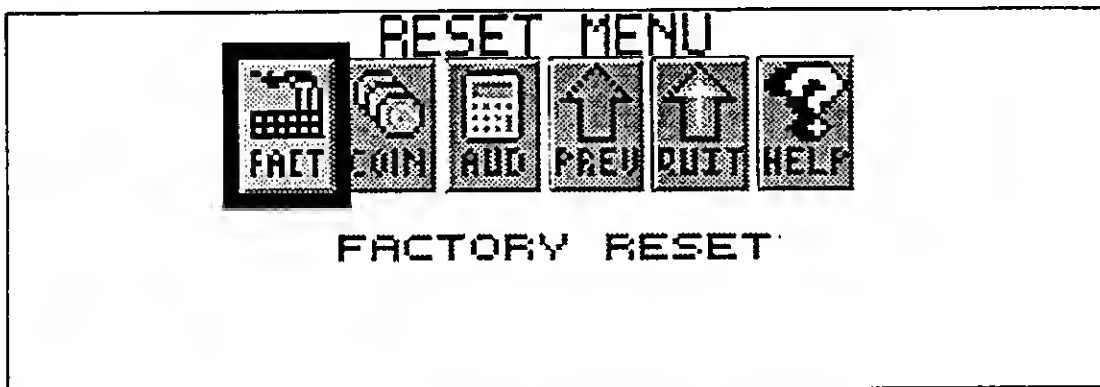 RESET MENU
FACT COIN AUD PREV QUIT HELP
FACTORY RESET